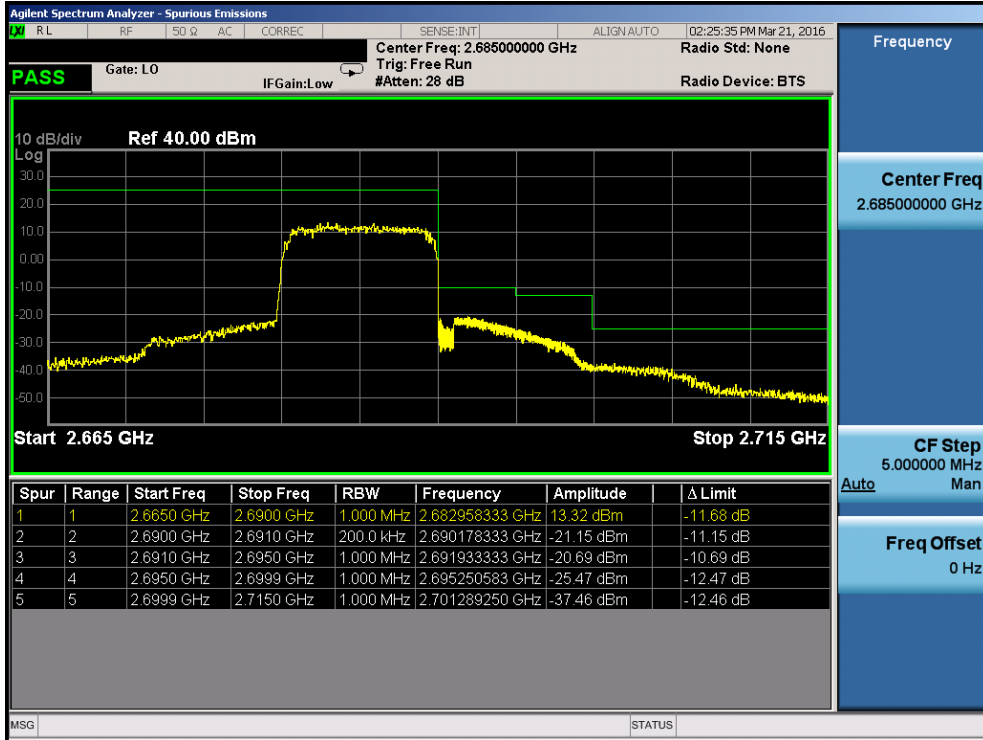 Agilent Spectrum Analyzer - Spurious Emissions
LXI RL RF 50 Ω AC CORREC SENSE:INT ALIGN AUTO 02:25:35 PM Mar 21, 2016
Center Freq: 2.685000000 GHz Radio Std: None
Trig: Free Run
PASS Gate: LO IFGain:Low #Atten: 28 dB Radio Device: BTS
10 dB/div Ref 40.00 dBm
Log
30.0
20.0
10.0
0.00
-10.0
-20.0
-30.0
-40.0
-50.0
Start 2.665 GHz Stop 2.715 GHz
Spur Range Start Freq Stop Freq RBW Frequency Amplitude Δ Limit
1 1 2.6650 GHz 2.6900 GHz 1.000 MHz 2.682958333 GHz 13.32 dBm -11.68 dB
2 2 2.6900 GHz 2.6910 GHz 200.0 kHz 2.690178333 GHz -21.15 dBm -11.15 dB
3 3 2.6910 GHz 2.6950 GHz 1.000 MHz 2.691933333 GHz -20.69 dBm -10.69 dB
4 4 2.6950 GHz 2.6999 GHz 1.000 MHz 2.695250583 GHz -25.47 dBm -12.47 dB
5 5 2.6999 GHz 2.7150 GHz 1.000 MHz 2.701289250 GHz -37.46 dBm -12.46 dB
MSG STATUS
Frequency
Center Freq
2.685000000 GHz
CF Step
5.000000 MHz
Auto Man
Freq Offset
0 Hz